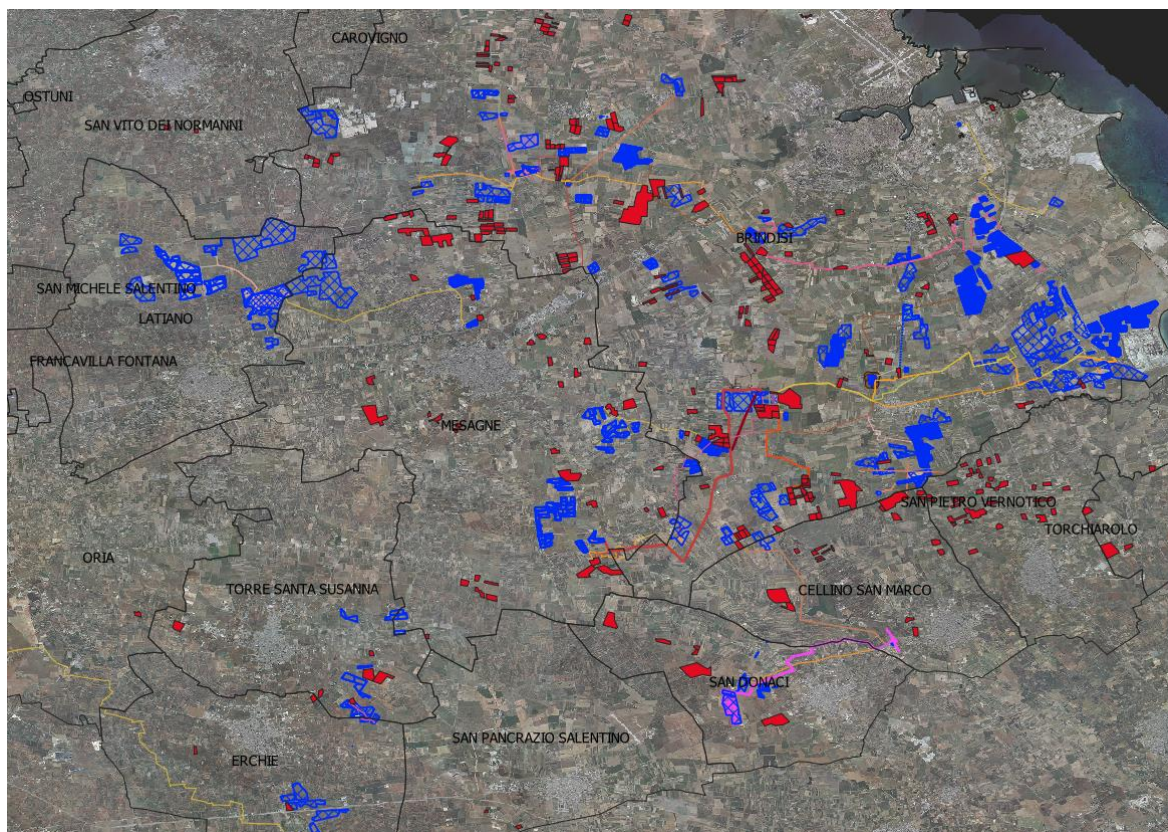 CAROVIGNO
OSTUNI
SAN VITO DEI NORMANNI
BRINDISI
SAN MICHELE SALENTINO
LATIANO
FRANCAVILLA FONTANA
MESAGNE
SAN PIETRO VERNOTICO
TORCHIAROLO
ORIA
TORRE SANTA SUSANNA
CELLINO SAN MARCO
SAN DONACI
SAN PANCRAZIO SALENTINO
ERCHIE